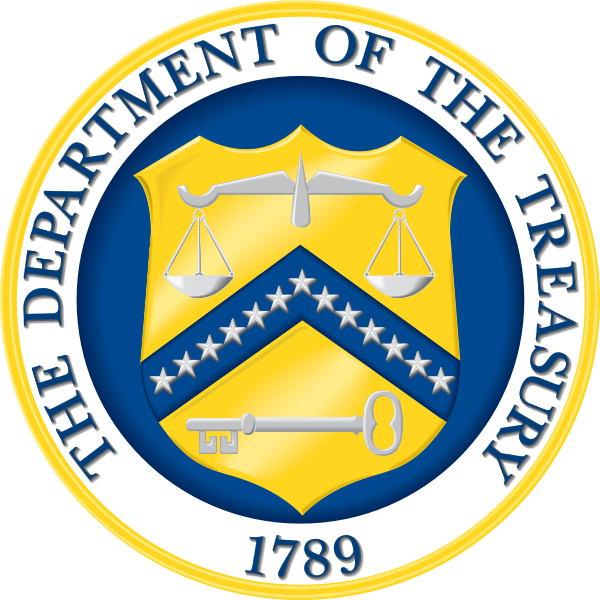 THE DEPARTMENT OF THE TREASURY
1789